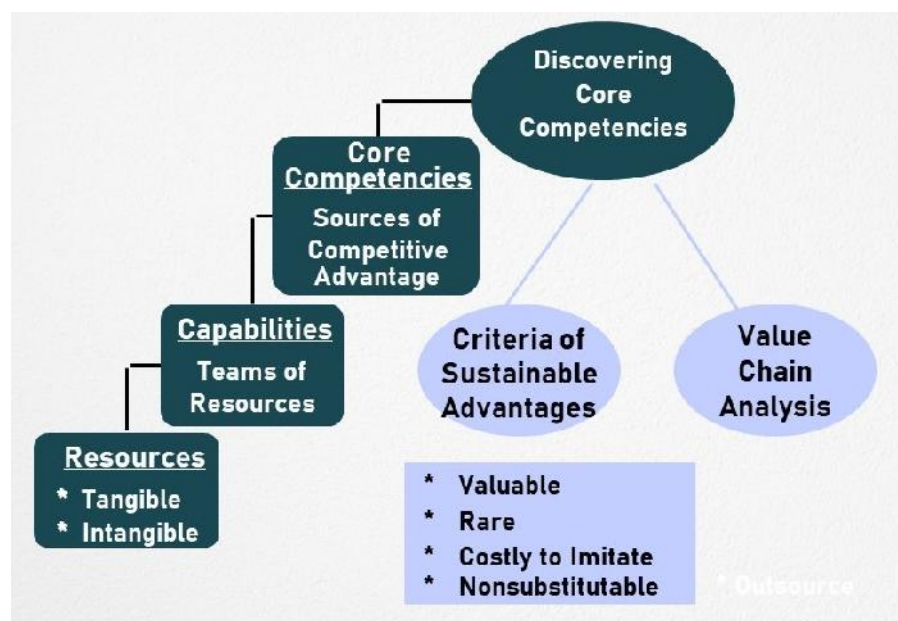 Discovering
Core
Competencies
Core
Competencies
Sources of
Competitive
Advantage
Capabilities
Teams of
Resources
Resources
* Tangible
* Intangible
Criteria of
Sustainable
Advantages
Value
Chain
Analysis
* Valuable
* Rare
* Costly to Imitate
* Nonsubstitutable
* Outsource